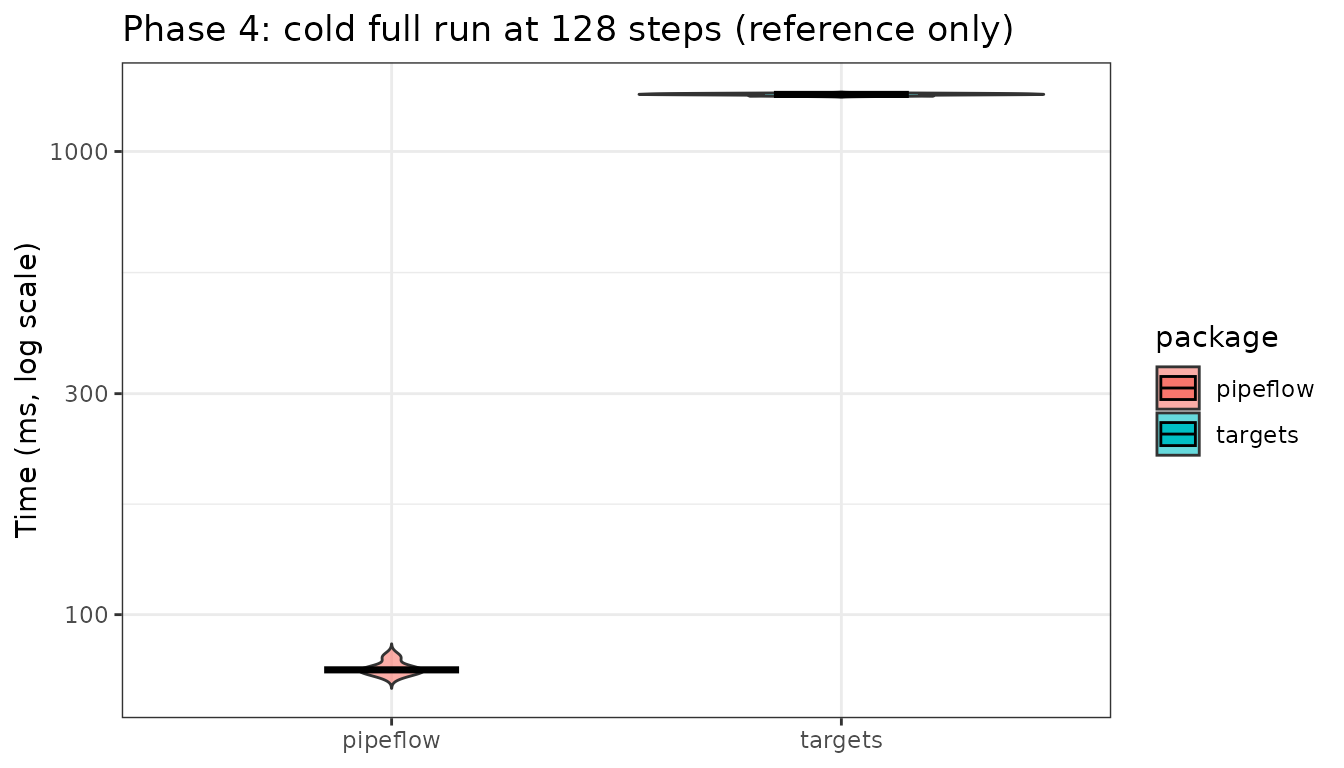 Phase 4: cold full run at 128 steps (reference only)
Time (ms, log scale)
1000
300
100
pipeflow
targets
package
pipeflow
targets